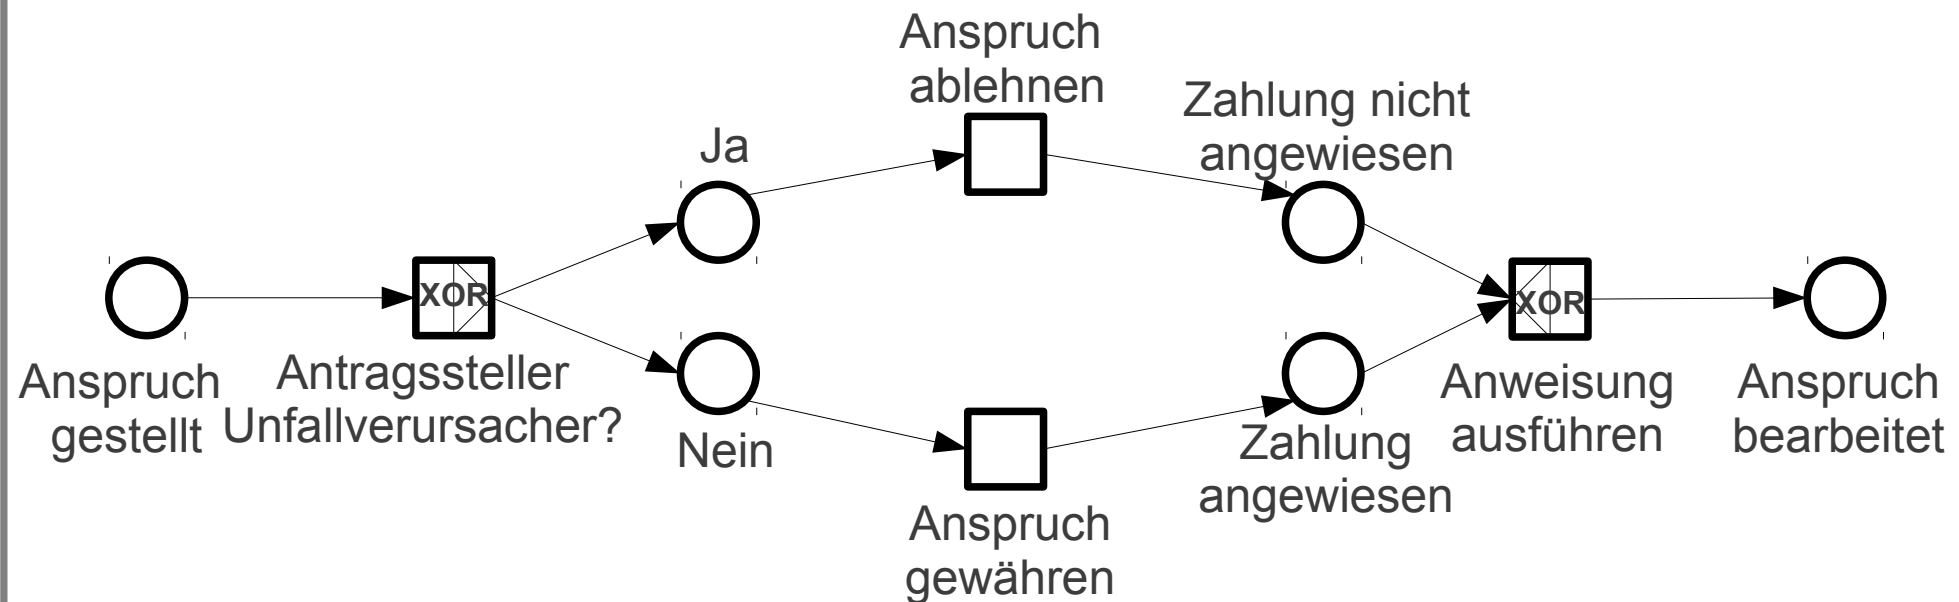 Anspruch
ablehnen
Zahlung nicht
angewiesen
Ja
XOR
XOR
Anspruch
gestellt
Antragssteller
Unfallverursacher?
Nein
Zahlung
angewiesen
Anweisung
ausführen
Anspruch
bearbeitet
Anspruch
gewähren